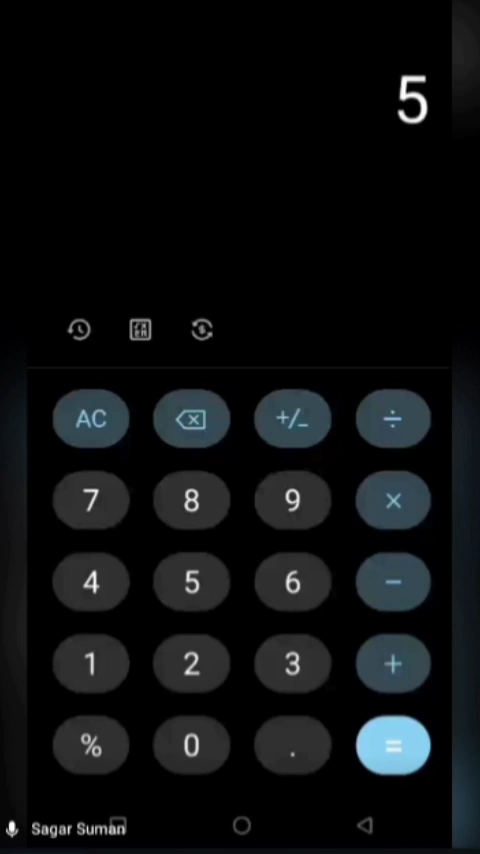 5
AC +/- ÷
7 8 9 ×
4 5 6 −
1 2 3 +
% 0 . =
Sagar Suman